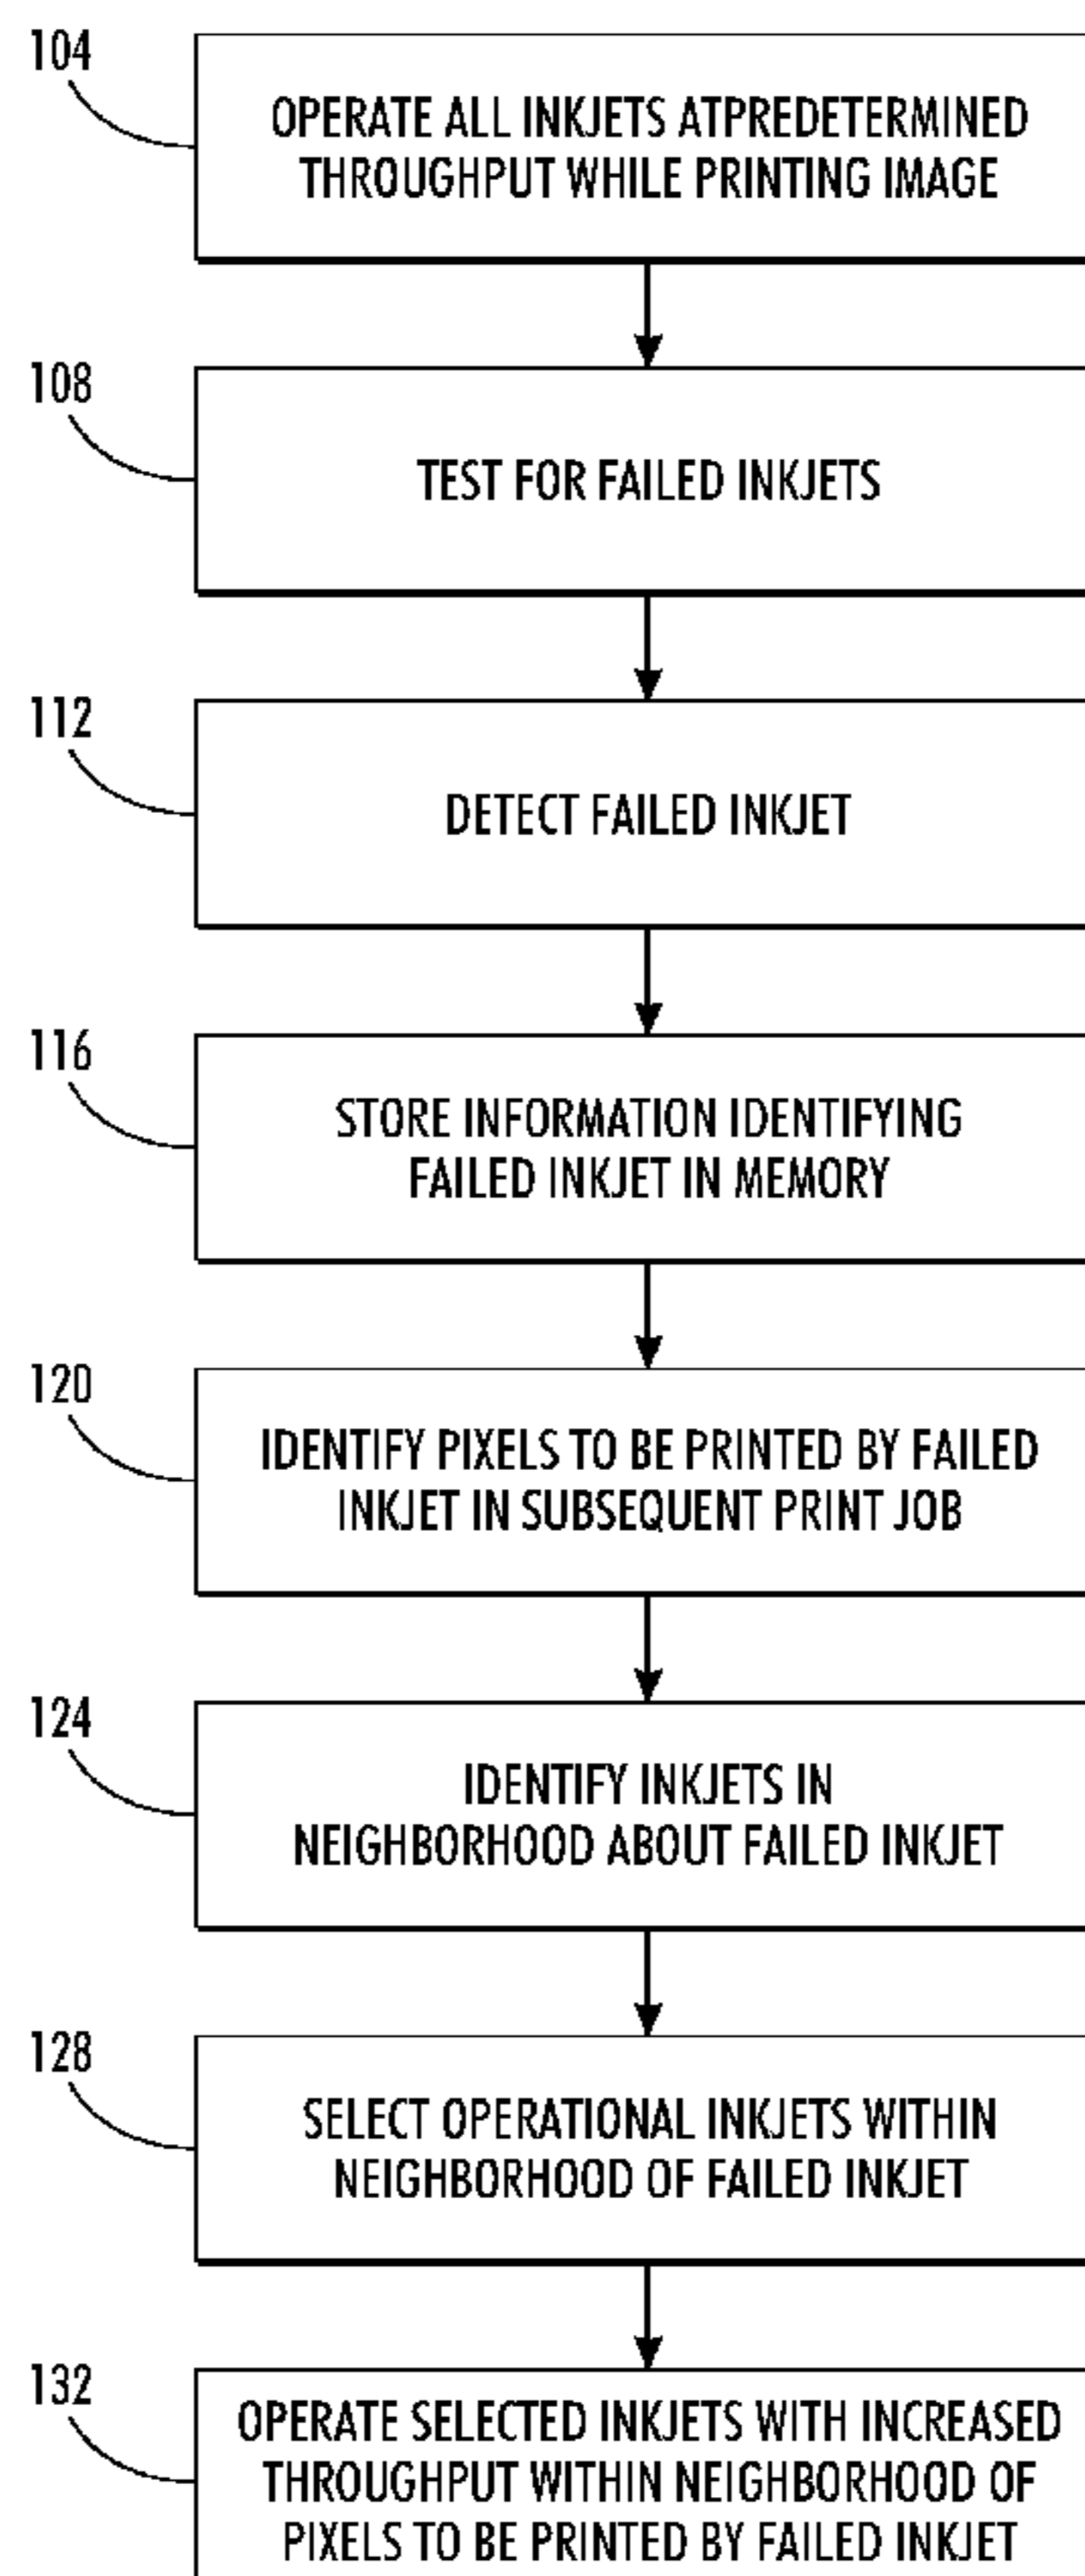 104
OPERATE ALL INKJETS ATPREDETERMINED
THROUGHPUT WHILE PRINTING IMAGE
108
TEST FOR FAILED INKJETS
112
DETECT FAILED INKJET
116
STORE INFORMATION IDENTIFYING
FAILED INKJET IN MEMORY
120
IDENTIFY PIXELS TO BE PRINTED BY FAILED
INKJET IN SUBSEQUENT PRINT JOB
124
IDENTIFY INKJETS IN
NEIGHBORHOOD ABOUT FAILED INKJET
128
SELECT OPERATIONAL INKJETS WITHIN
NEIGHBORHOOD OF FAILED INKJET
132
OPERATE SELECTED INKJETS WITH INCREASED
THROUGHPUT WITHIN NEIGHBORHOOD OF
PIXELS TO BE PRINTED BY FAILED INKJET